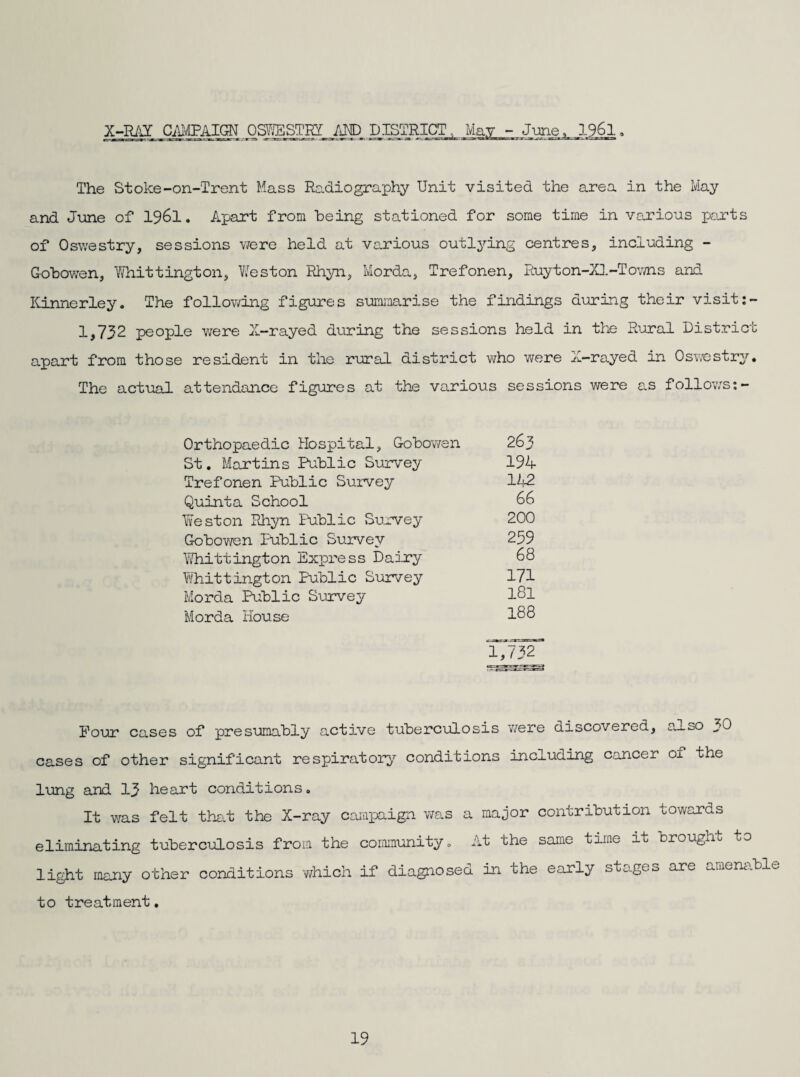 X-RAY CAMPAIGN OSWESTRY AND DISTRICT, May - June, 1961.
The Stoke-on-Trent Mass Radiography Unit visited the area in the May
and June of 1961. Apart from being stationed for some time in various parts
of Oswestry, sessions were held at various outlying centres, including -
Gobowen, Whittington, Weston Rhyn, Morda, Trefonen, Ruyton-X1-Towns and
Kinnerley. The following figures summarise the findings during their visit:-
1,732 people were X-rayed during the sessions held in the Rural District
apart from those resident in the rural district who were X-rayed in Oswestry.
The actual attendance figures at the various sessions were as follows:-
Orthopaedic Hospital, Gobowen 263
St. Martins Public Survey 194
Trefonen Public Survey 142
Quinta School 66
Weston Rhyn Public Survey 200
Gobowen Public Survey 259
Whittington Express Dairy 68
Whittington Public Survey 171
Morda Public Survey 181
Morda House 188
1,732
Four cases of presumably active tuberculosis were discovered, also 30
cases of other significant respiratory conditions including cancer of the
lung and 13 heart conditions.
It was felt that the X-ray campaign was a major contribution towards
eliminating tuberculosis from the community. At the same time it brought to
light many other conditions which if diagnosed in the early stages are amenable
to treatment.
19